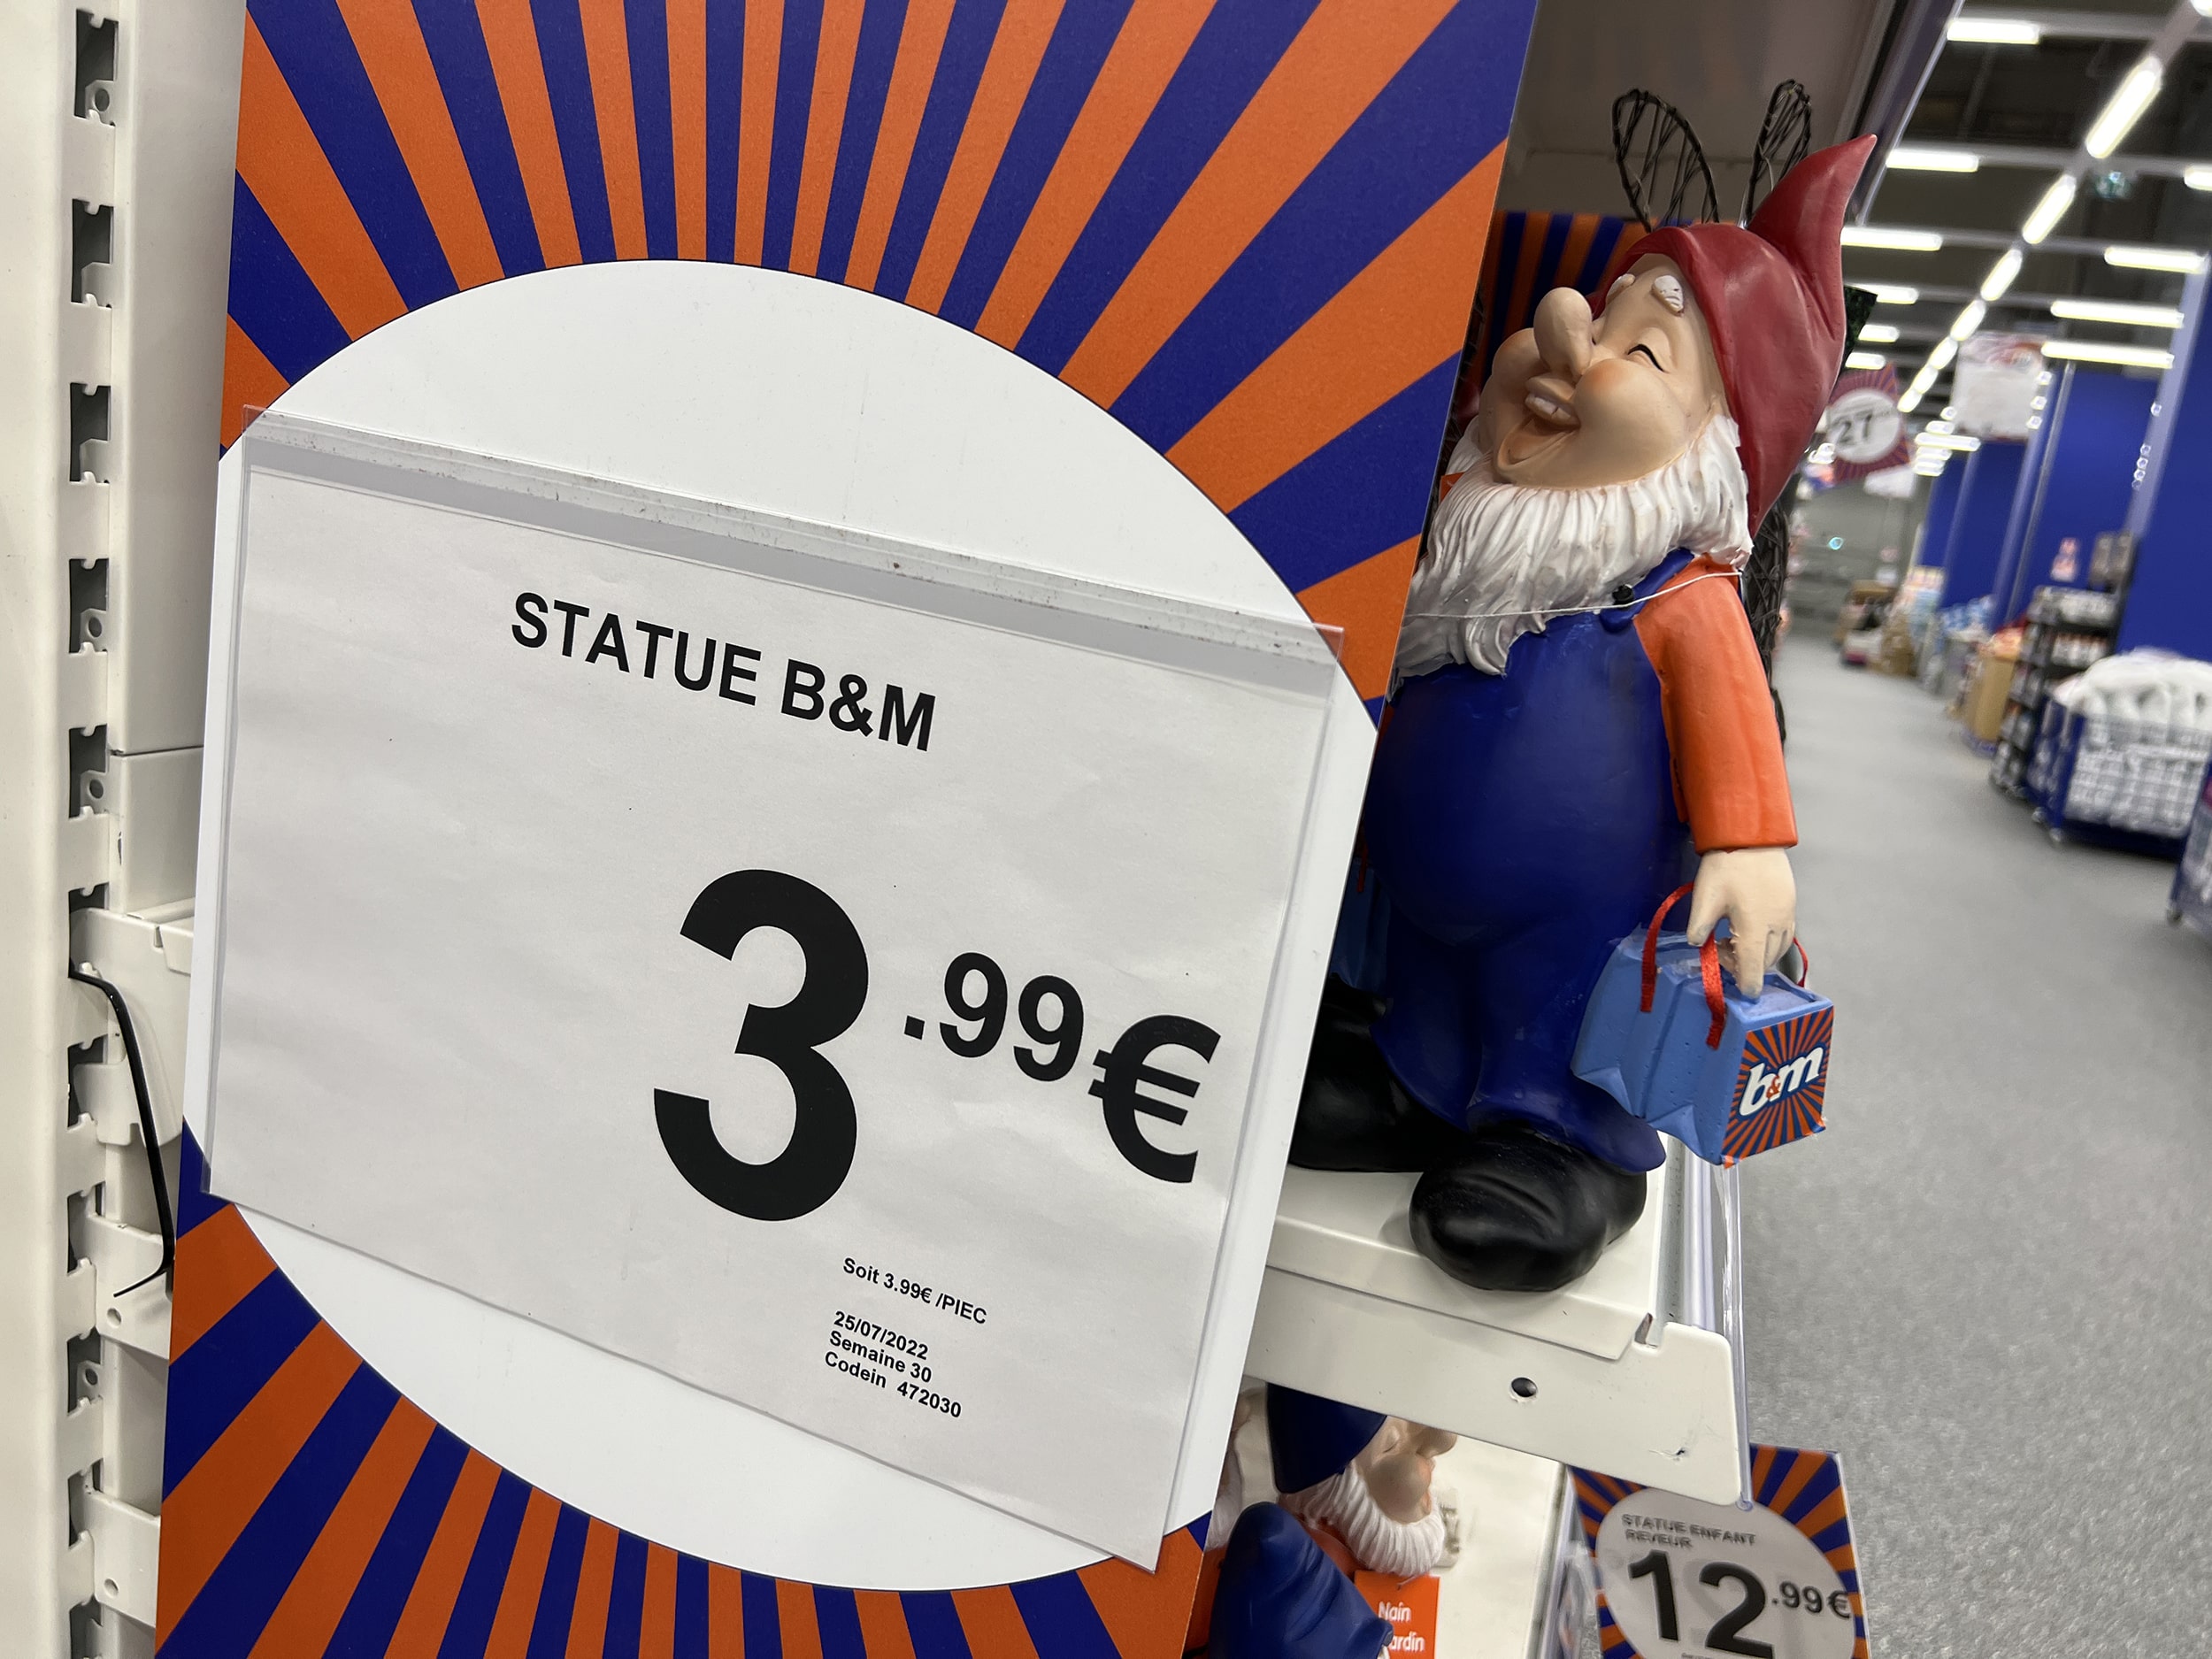 STATUE B&M
3.99€
Soit 3.99€ /PIEC
25/07/2022
Semaine 30
Codein 472030
b&m
27
Nain
STATUE ENFANT
REVEUR
12.99€